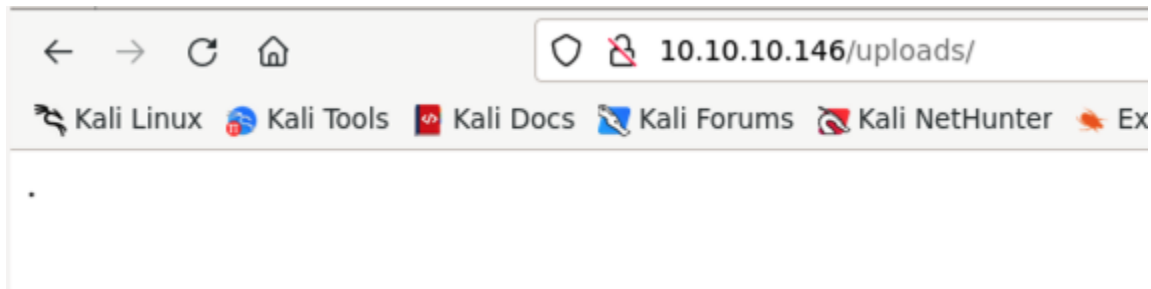 10.10.10.146/uploads/
Kali Linux Kali Tools Kali Docs Kali Forums Kali NetHunter Ex
.